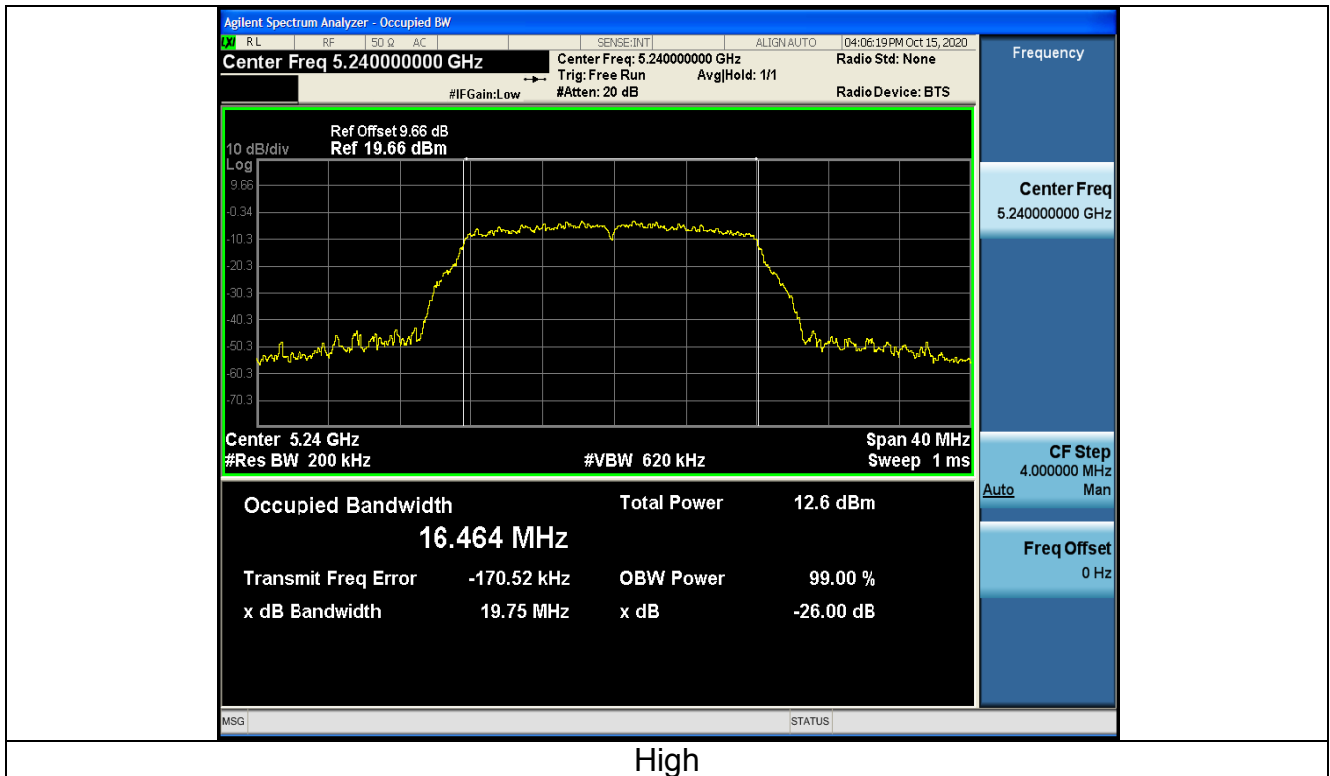 Agilent Spectrum Analyzer - Occupied BW
LXI RL RF 50 Ω AC SENSE:INT ALIGN AUTO 04:06:19 PM Oct 15, 2020
Center Freq 5.240000000 GHz Center Freq: 5.240000000 GHz Radio Std: None
Trig: Free Run Avg|Hold: 1/1
#IFGain:Low #Atten: 20 dB Radio Device: BTS
Ref Offset 9.66 dB
10 dB/div Ref 19.66 dBm
Log
9.66
-0.34
-10.3
-20.3
-30.3
-40.3
-50.3
-60.3
-70.3
Center 5.24 GHz Span 40 MHz
#Res BW 200 kHz #VBW 620 kHz Sweep 1 ms
Occupied Bandwidth Total Power 12.6 dBm
16.464 MHz
Transmit Freq Error -170.52 kHz OBW Power 99.00 %
x dB Bandwidth 19.75 MHz x dB -26.00 dB
MSG STATUS
Frequency
Center Freq
5.240000000 GHz
CF Step
4.000000 MHz
Auto Man
Freq Offset
0 Hz
High